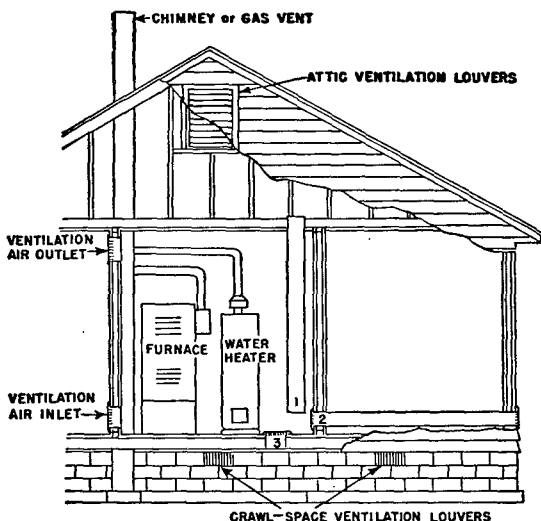 CHIMNEY or GAS VENT
ATTIC VENTILATION LOUVERS
VENTILATION
AIR OUTLET
FURNACE
WATER
HEATER
VENTILATION
AIR INLET
1
2
3
CRAWL-SPACE VENTILATION LOUVERS